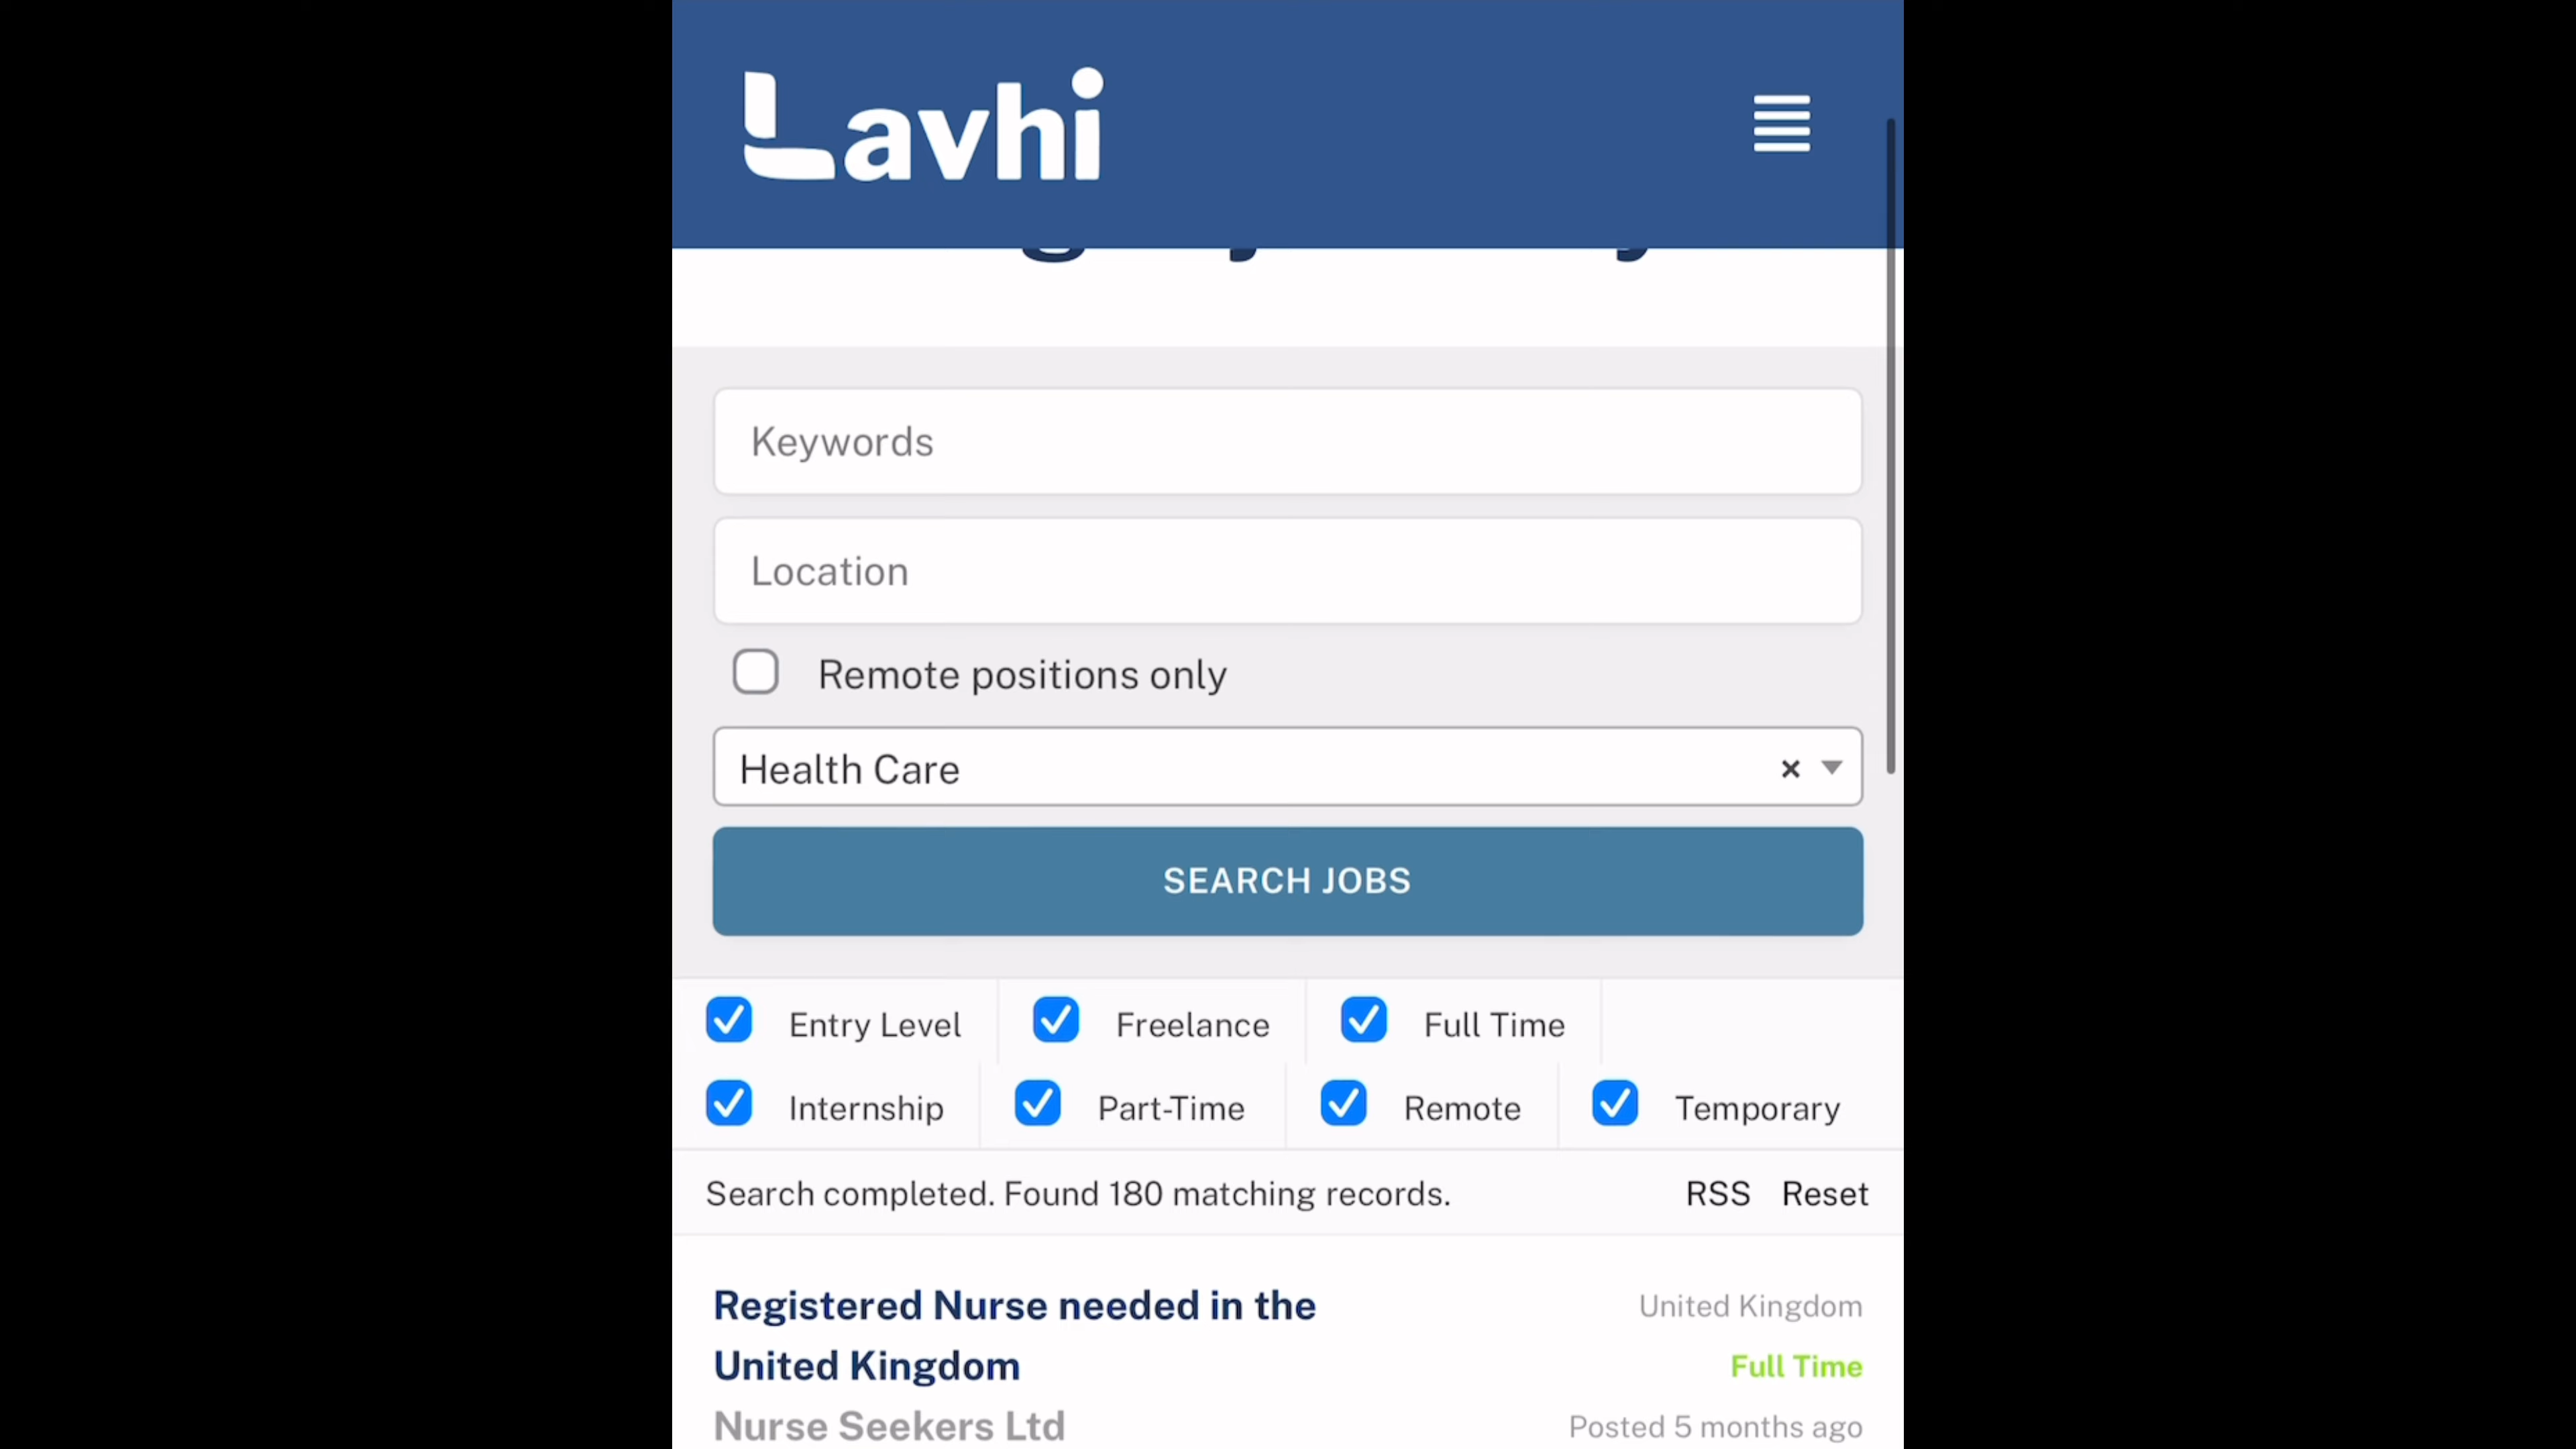 Lavhi
Keywords
Location
Remote positions only
Health Care
SEARCH JOBS
Entry Level
Freelance
Full Time
Internship
Part-Time
Remote
Temporary
Search completed. Found 180 matching records.
RSS
Reset
Registered Nurse needed in the
United Kingdom
Nurse Seekers Ltd
United Kingdom
Full Time
Posted 5 months ago